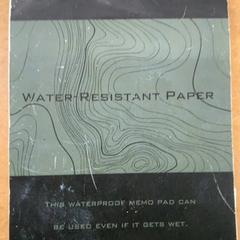 WATER-RESISTANT PAPER
THIS WATERPROOF MEMO PAD CAN
BE USED EVEN IF IT GETS WET.